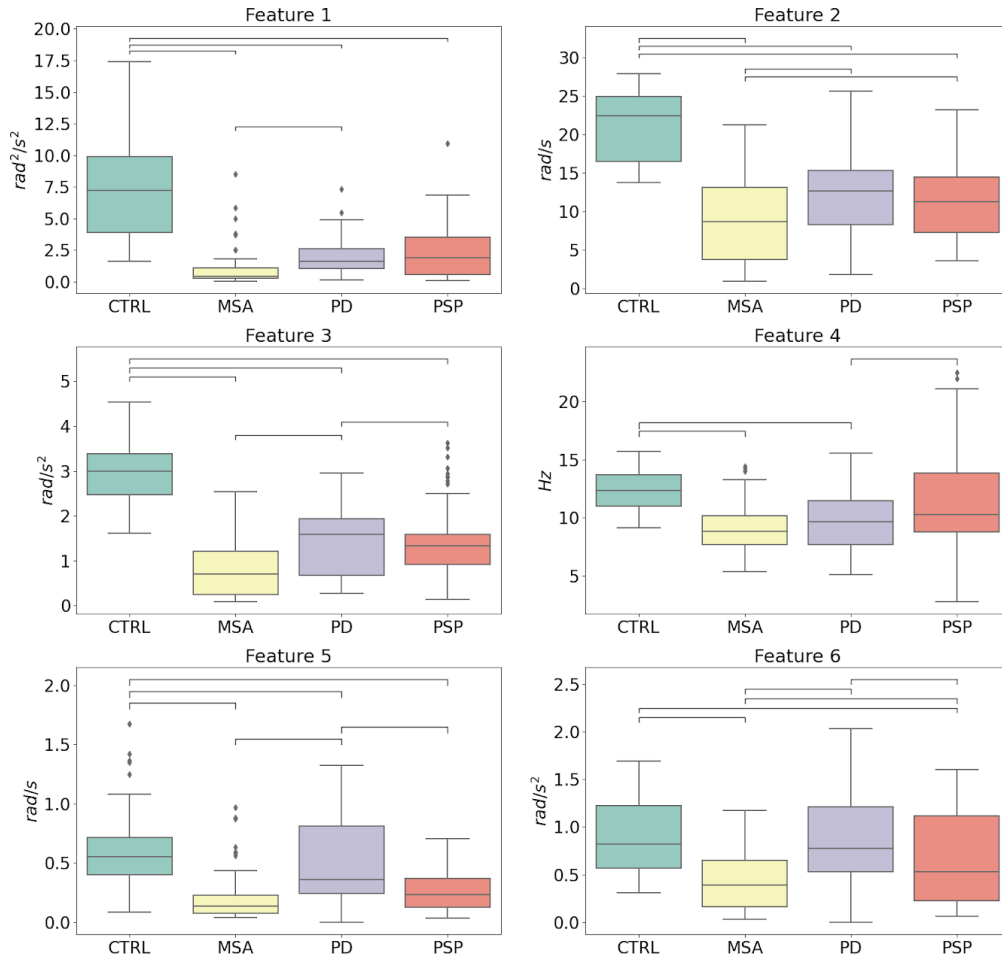 Feature 1
20.0
17.5
15.0
12.5
10.0
7.5
5.0
2.5
0.0
rad²/s²
CTRL MSA PD PSP
Feature 2
30
25
20
15
10
5
0
rad/s
CTRL MSA PD PSP
Feature 3
5
4
3
2
1
0
rad/s²
CTRL MSA PD PSP
Feature 4
20
15
10
5
Hz
CTRL MSA PD PSP
Feature 5
2.0
1.5
1.0
0.5
0.0
rad/s
CTRL MSA PD PSP
Feature 6
2.5
2.0
1.5
1.0
0.5
0.0
rad/s²
CTRL MSA PD PSP